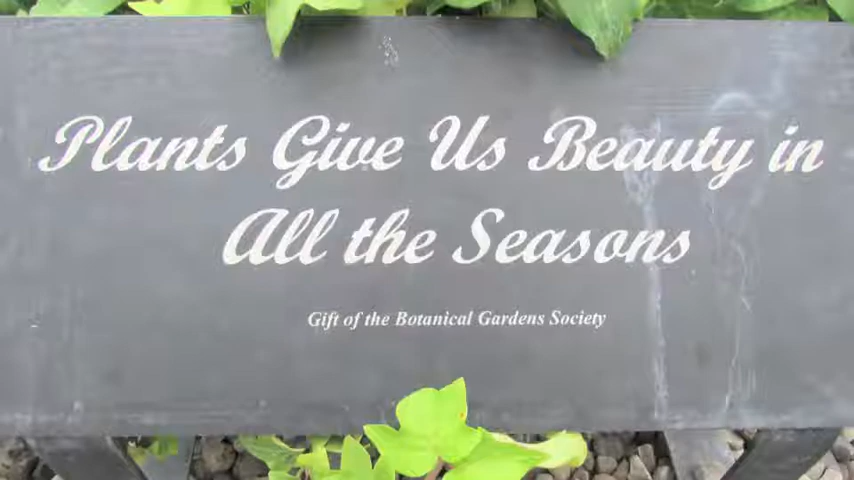 Plants Give Us Beauty in
All the Seasons
Gift of the Botanical Gardens Society